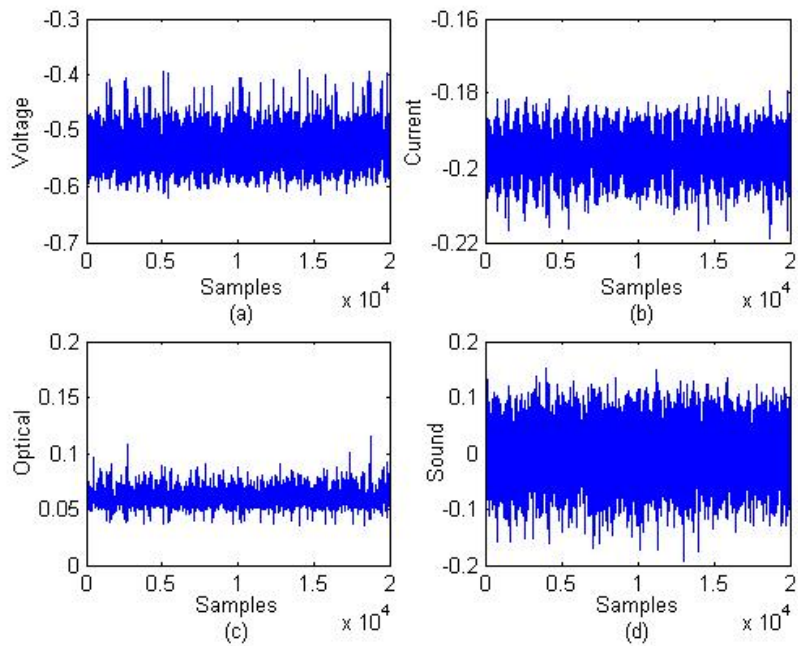 -0.3
-0.4
-0.5
-0.6
-0.7
Voltage
0 0.5 1 1.5 2
Samples
x 10^4
(a)
-0.16
-0.18
-0.2
-0.22
Current
0 0.5 1 1.5 2
Samples
x 10^4
(b)
0.2
0.15
0.1
0.05
0
Optical
0 0.5 1 1.5 2
Samples
x 10^4
(c)
0.2
0.1
0
-0.1
-0.2
Sound
0 0.5 1 1.5 2
Samples
x 10^4
(d)